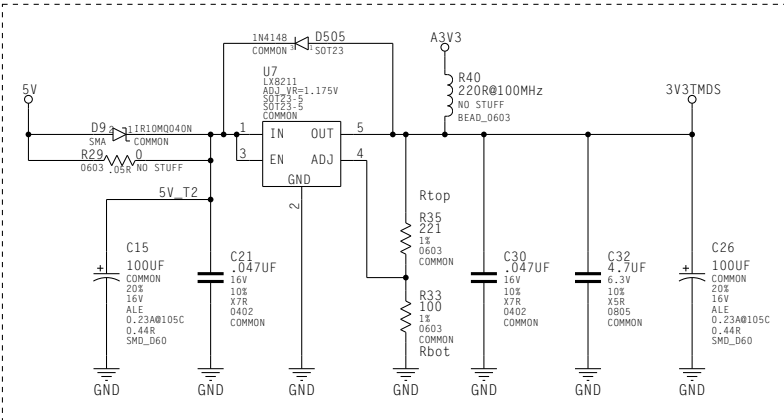 1N4148
COMMON
3
1
D505
SOT23
A3V3
5V
3V3TMDS
U7
LX8211
ADJ_VR=1.175V
SOT23-5
SOT23-5
COMMON
R40
220R@100MHz
NO STUFF
BEAD_0603
D9
2
1
IR10MQ040N
SMA
COMMON
R29
0
0603
.05R
NO STUFF
1
IN
OUT
5
3
EN
ADJ
4
GND
2
5V_T2
C15
100UF
COMMON
20%
16V
ALE
0.23A@105C
0.44R
SMD_D60
C21
.047UF
16V
10%
X7R
0402
COMMON
Rtop
R35
221
1%
0603
COMMON
R33
100
1%
0603
COMMON
Rbot
C30
.047UF
16V
10%
X7R
0402
COMMON
C32
4.7UF
6.3V
10%
X5R
0805
COMMON
C26
100UF
COMMON
20%
16V
ALE
0.23A@105C
0.44R
SMD_D60
GND
GND
GND
GND
GND
GND
GND